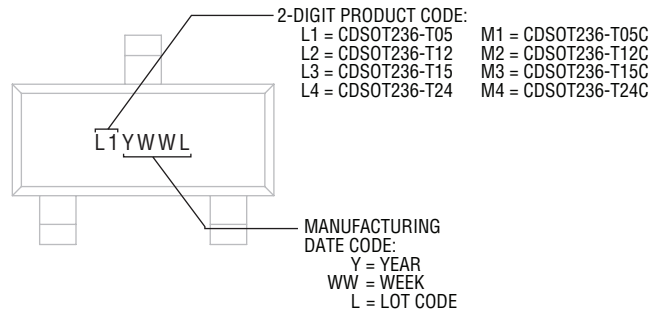 2-DIGIT PRODUCT CODE:
L1 = CDSOT236-T05 M1 = CDSOT236-T05C
L2 = CDSOT236-T12 M2 = CDSOT236-T12C
L3 = CDSOT236-T15 M3 = CDSOT236-T15C
L4 = CDSOT236-T24 M4 = CDSOT236-T24C
L1YWWL
MANUFACTURING
DATE CODE:
Y = YEAR
WW = WEEK
L = LOT CODE